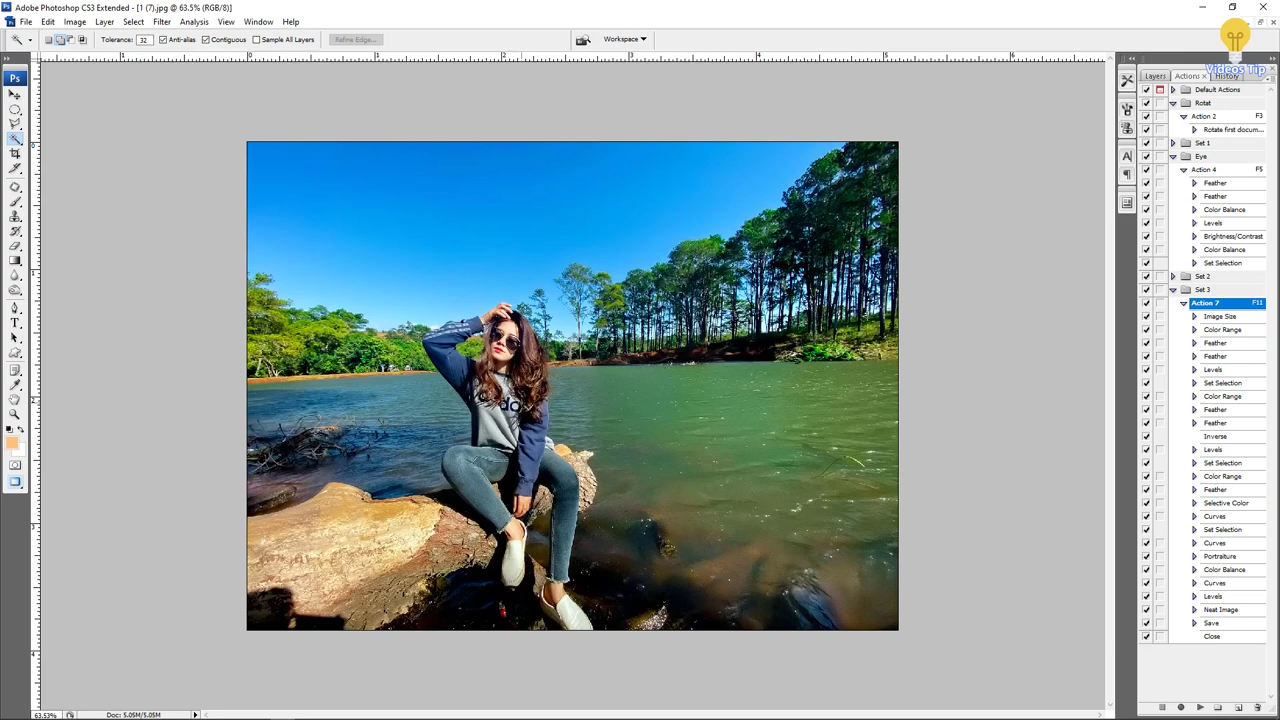 Adobe Photoshop CS3 Extended - [1 (7).jpg @ 63.5% (RGB/8)]
File Edit Image Layer Select Filter Analysis View Window Help
Tolerance: 32 Anti-alias Contiguous Sample All Layers Refine Edge... Workspace
Videos Tip
Ps
Layers Actions × History
Default Actions
Rotat
Action 2 F3
Rotate first docum...
Set 1
Eye
Action 4 F5
Feather
Feather
Color Balance
Levels
Brightness/Contrast
Color Balance
Set Selection
Set 2
Set 3
Action 7 F11
Image Size
Color Range
Feather
Feather
Levels
Set Selection
Color Range
Feather
Feather
Inverse
Levels
Set Selection
Color Range
Feather
Selective Color
Curves
Set Selection
Curves
Portraiture
Color Balance
Curves
Levels
Neat Image
Save
Close
63.53% Doc: 5.05M/5.05M